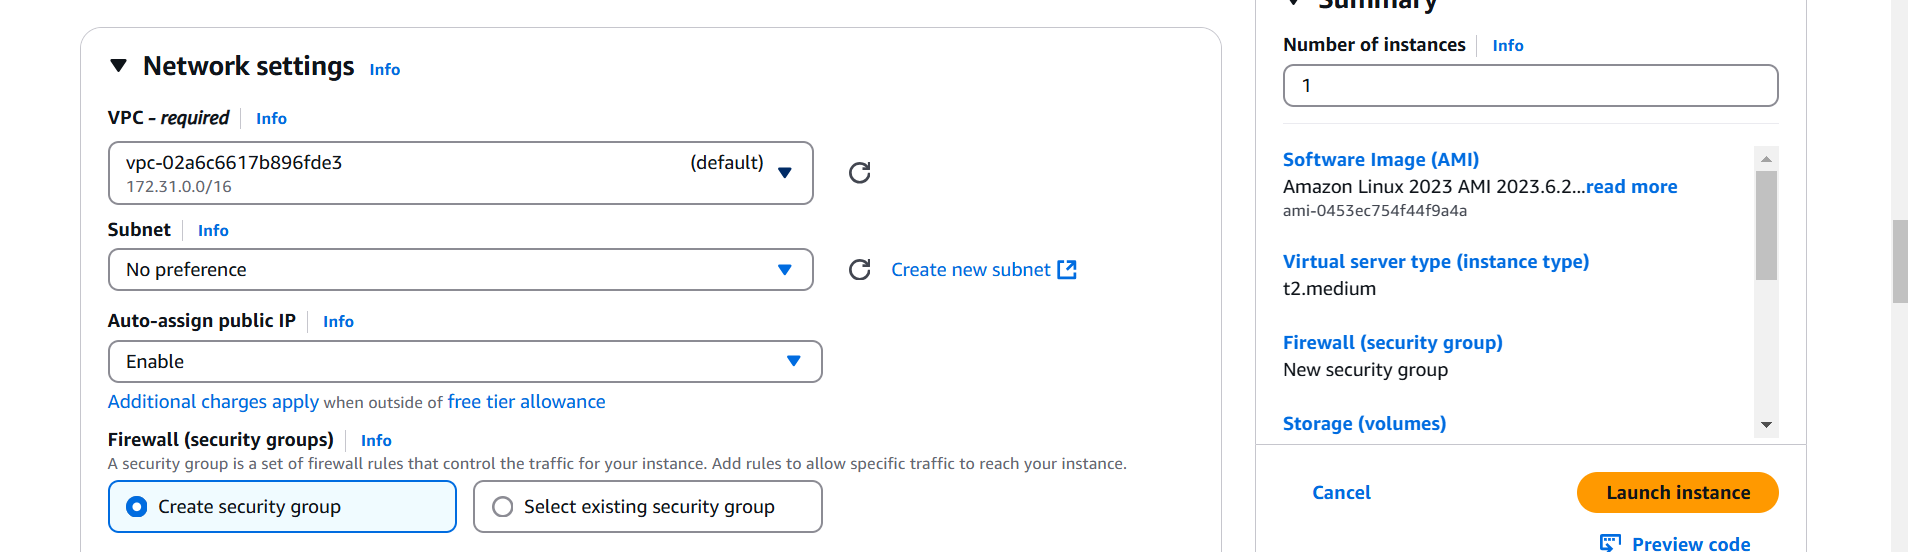 Network settings Info
VPC - required Info
vpc-02a6c6617b896fde3 (default)
172.31.0.0/16
Subnet Info
No preference
Create new subnet
Auto-assign public IP Info
Enable
Additional charges apply when outside of free tier allowance
Firewall (security groups) Info
A security group is a set of firewall rules that control the traffic for your instance. Add rules to allow specific traffic to reach your instance.
Create security group
Select existing security group
Summary
Number of instances Info
1
Software Image (AMI)
Amazon Linux 2023 AMI 2023.6.2...read more
ami-0453ec754f44f9a4a
Virtual server type (instance type)
t2.medium
Firewall (security group)
New security group
Storage (volumes)
Cancel
Launch instance
Preview code